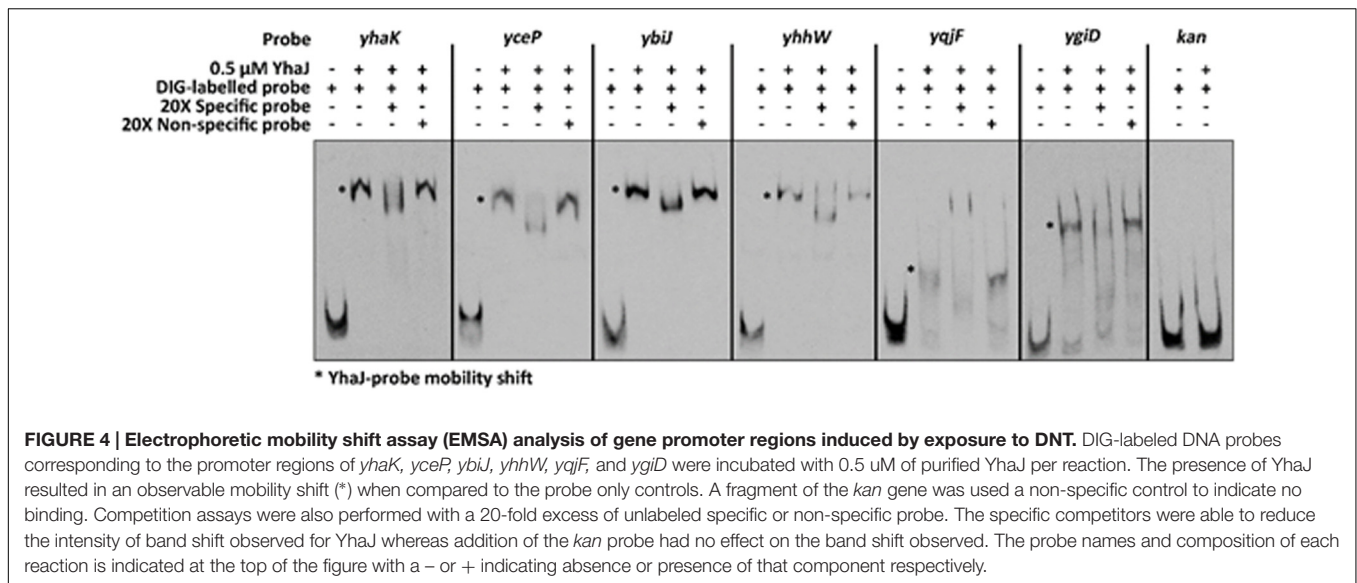 Probe yhaK yceP ybiJ yhhW yqjF ygiD kan
0.5 µM YhaJ - + + + - + + + - + + + - + + + - + + + - + + + - +
DIG-labelled probe + + + + + + + + + + + + + + + + + + + + + + + + + +
20X Specific probe - - + - - - + - - - + - - - + - - - + - - - + - - -
20X Non-specific probe - - - + - - - + - - - + - - - + - - - + - - - + - -
* * * * * *
* YhaJ-probe mobility shift
FIGURE 4 | Electrophoretic mobility shift assay (EMSA) analysis of gene promoter regions induced by exposure to DNT. DIG-labeled DNA probes
corresponding to the promoter regions of yhaK, yceP, ybiJ, yhhW, yqjF, and ygiD were incubated with 0.5 uM of purified YhaJ per reaction. The presence of YhaJ
resulted in an observable mobility shift (*) when compared to the probe only controls. A fragment of the kan gene was used a non-specific control to indicate no
binding. Competition assays were also performed with a 20-fold excess of unlabeled specific or non-specific probe. The specific competitors were able to reduce
the intensity of band shift observed for YhaJ whereas addition of the kan probe had no effect on the band shift observed. The probe names and composition of each
reaction is indicated at the top of the figure with a – or + indicating absence or presence of that component respectively.